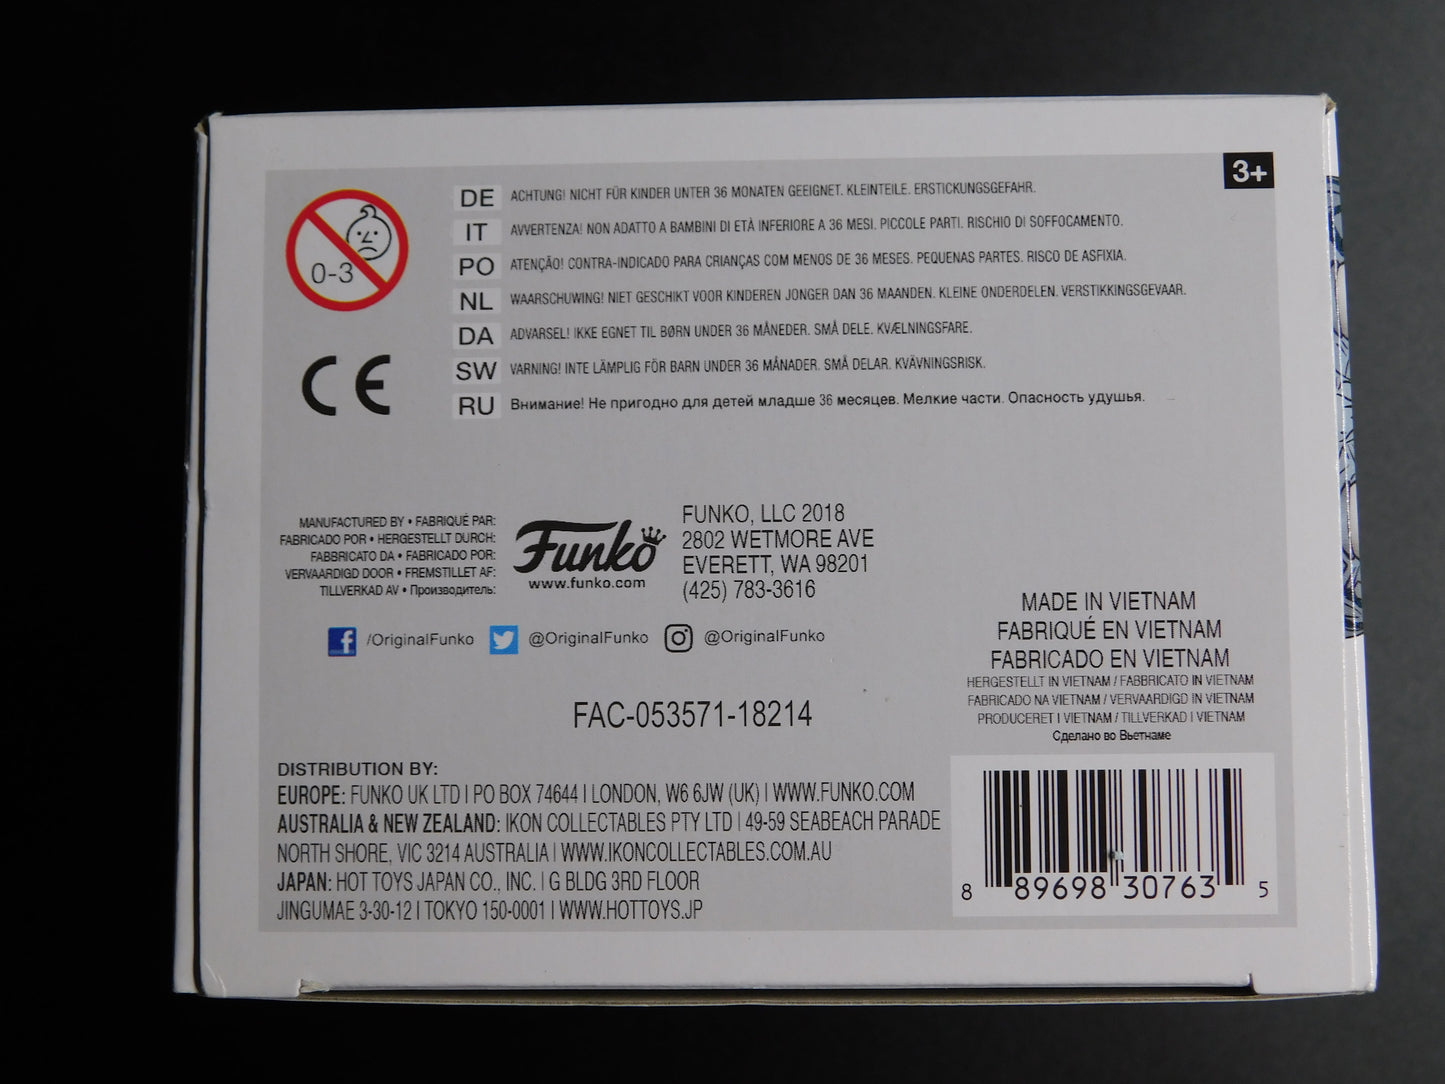 3+
0-3
CE
DE ACHTUNG! NICHT FÜR KINDER UNTER 36 MONATEN GEEIGNET. KLEINTEILE. ERSTICKUNGSGEFAHR.
IT AVVERTENZA! NON ADATTO A BAMBINI DI ETÀ INFERIORE A 36 MESI. PICCOLE PARTI. RISCHIO DI SOFFOCAMENTO.
PO ATENÇÃO! CONTRA-INDICADO PARA CRIANÇAS COM MENOS DE 36 MESES. PEQUENAS PARTES. RISCO DE ASFIXIA.
NL WAARSCHUWING! NIET GESCHIKT VOOR KINDEREN JONGER DAN 36 MAANDEN. KLEINE ONDERDELEN. VERSTIKKINGSGEVAAR.
DA ADVARSEL! IKKE EGNET TIL BØRN UNDER 36 MÅNEDER. SMÅ DELE. KVÆLNINGSFARE.
SW VARNING! INTE LÄMPLIG FÖR BARN UNDER 36 MÅNADER. SMÅ DELAR. KVÄVNINGSRISK.
RU Внимание! Не пригодно для детей младше 36 месяцев. Мелкие части. Опасность удушья.
MANUFACTURED BY • FABRIQUÉ PAR:
FABRICADO POR • HERGESTELLT DURCH:
FABBRICATO DA • FABRICADO POR:
VERVAARDIGD DOOR • FREMSTILLET AF:
TILLVERKAD AV • Производитель:
Funko
www.funko.com
FUNKO, LLC 2018
2802 WETMORE AVE
EVERETT, WA 98201
(425) 783-3616
/OriginalFunko @OriginalFunko @OriginalFunko
FAC-053571-18214
MADE IN VIETNAM
FABRIQUÉ EN VIETNAM
FABRICADO EN VIETNAM
HERGESTELLT IN VIETNAM / FABBRICATO IN VIETNAM
FABRICADO NA VIETNAM / VERVAARDIGD IN VIETNAM
PRODUCERET I VIETNAM / TILLVERKAD I VIETNAM
Сделано во Вьетнаме
DISTRIBUTION BY:
EUROPE: FUNKO UK LTD | PO BOX 74644 | LONDON, W6 6JW (UK) | WWW.FUNKO.COM
AUSTRALIA & NEW ZEALAND: IKON COLLECTABLES PTY LTD | 49-59 SEABEACH PARADE
NORTH SHORE, VIC 3214 AUSTRALIA | WWW.IKONCOLLECTABLES.COM.AU
JAPAN: HOT TOYS JAPAN CO., INC. | G BLDG 3RD FLOOR
JINGUMAE 3-30-12 | TOKYO 150-0001 | WWW.HOTTOYS.JP
8 89698 30763 5